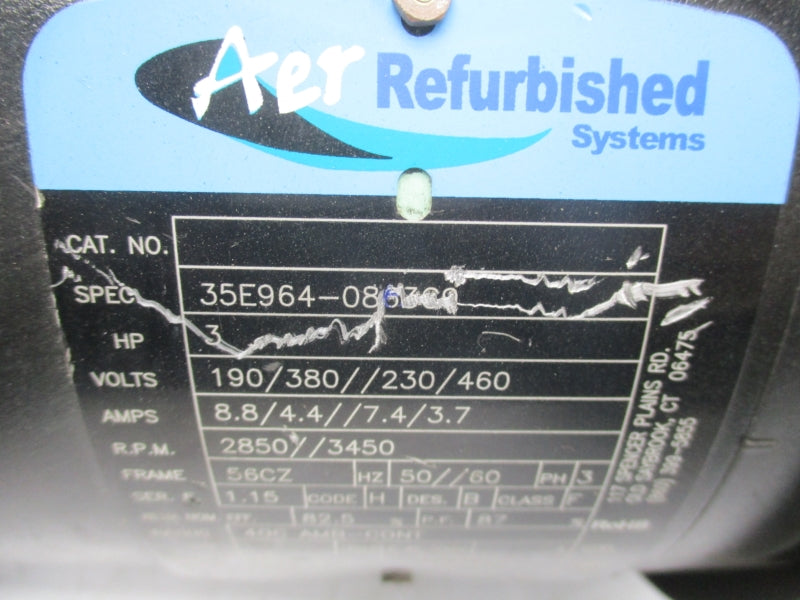 Aer Refurbished
Systems
CAT. NO.
SPEC
HP 3
VOLTS 190/380//230/460
AMPS 8.8/4.4//7.4/3.7
R.P.M. 2850//3450
FRAME 56CZ HZ 50//60 PH 3
SER. F. 1.15 CODE H DES. B CLASS F
82.5 % P.F. 87 % RoHS
40C AMB-CONT
SPENCER PLAINS RD.
OLD SAYBROOK, CT 06475